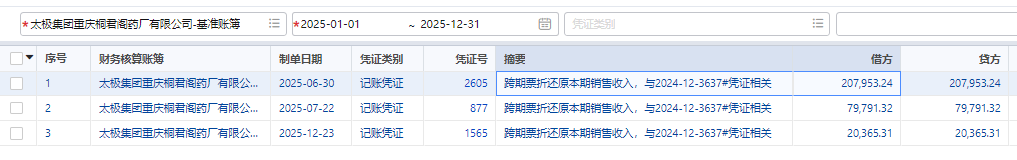 *太极集团重庆桐君阁药厂有限公司-基准账簿 *2025-01-01 ~ 2025-12-31 凭证类别
序号 财务核算账簿 制单日期 凭证类别 凭证号 摘要 借方 贷方
1 太极集团重庆桐君阁药厂有限公... 2025-06-30 记账凭证 2605 跨期票折还原本期销售收入，与2024-12-3637#凭证相关 207,953.24 207,953.24
2 太极集团重庆桐君阁药厂有限公... 2025-07-22 记账凭证 877 跨期票折还原本期销售收入，与2024-12-3637#凭证相关 79,791.32 79,791.32
3 太极集团重庆桐君阁药厂有限公... 2025-12-23 记账凭证 1565 跨期票折还原本期销售收入，与2024-12-3637#凭证相关 20,365.31 20,365.31